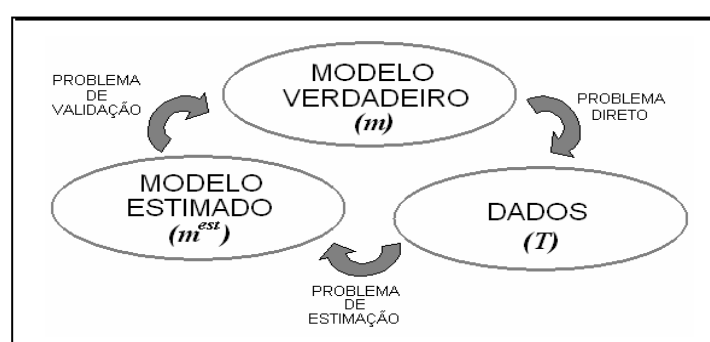 PROBLEMA
DE
VALIDAÇÃO
MODELO
VERDADEIRO
(m)
PROBLEMA
DIRETO
MODELO
ESTIMADO
(m^est)
DADOS
(T)
PROBLEMA
DE
ESTIMAÇÃO